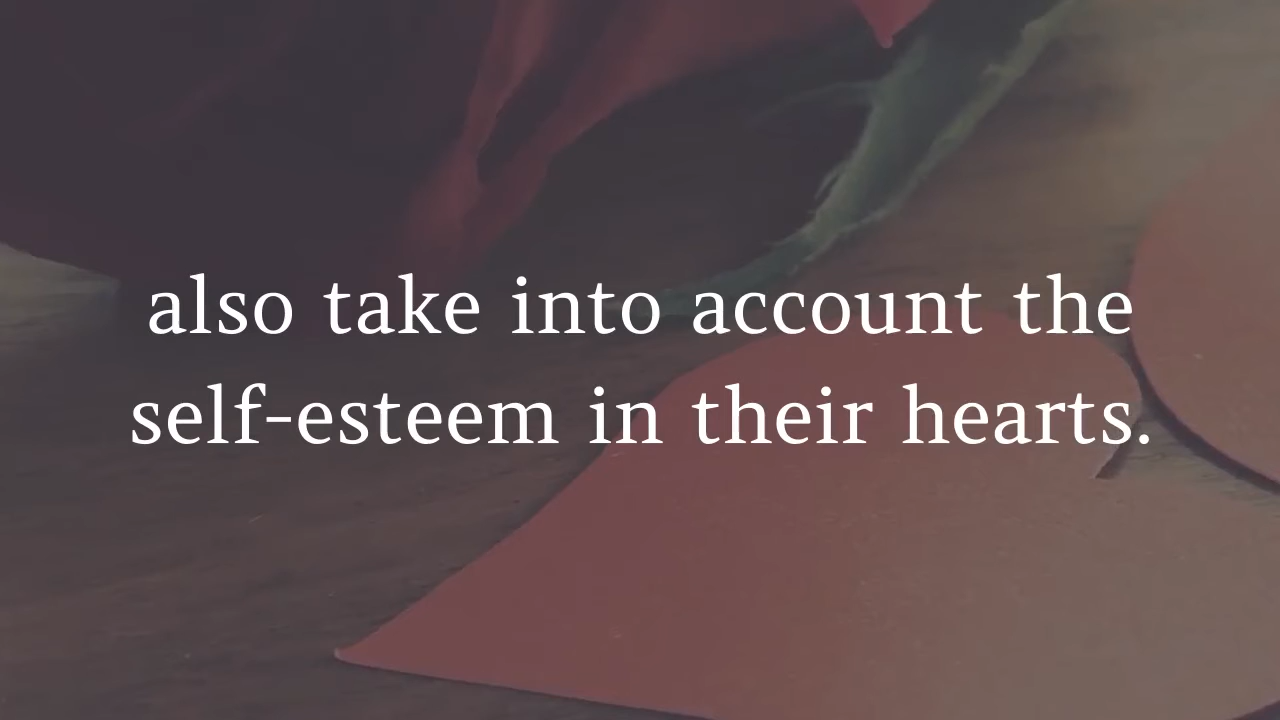 also take into account the
self-esteem in their hearts.